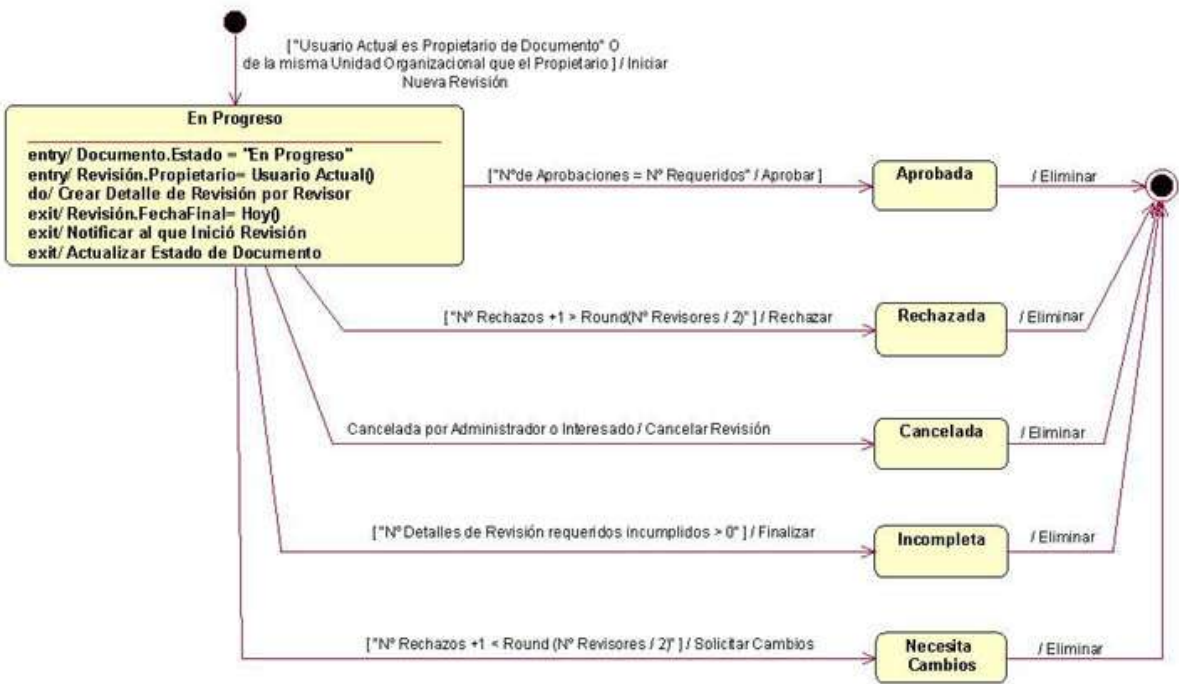 ["Usuario Actual es Propietario de Documento" O
de la misma Unidad Organizacional que el Propietario ] / Iniciar
Nueva Revisión
En Progreso
entry/ Documento.Estado = "En Progreso"
entry/ Revisión.Propietario= Usuario Actual()
do/ Crear Detalle de Revisión por Revisor
exit/ Revisión.FechaFinal= Hoy()
exit/ Notificar al que Inició Revisión
exit/ Actualizar Estado de Documento
["Nºde Aprobaciones = Nº Requeridos" / Aprobar]
Aprobada
/ Eliminar
["Nº Rechazos +1 > Round(Nº Revisores / 2)" ] / Rechazar
Rechazada
/ Eliminar
Cancelada por Administrador o Interesado / Cancelar Revisión
Cancelada
/ Eliminar
["Nº Detalles de Revisión requeridos incumplidos > 0" ] / Finalizar
Incompleta
/ Eliminar
["Nº Rechazos +1 < Round (Nº Revisores / 2)" ] / Solicitar Cambios
Necesita
Cambios
/ Eliminar